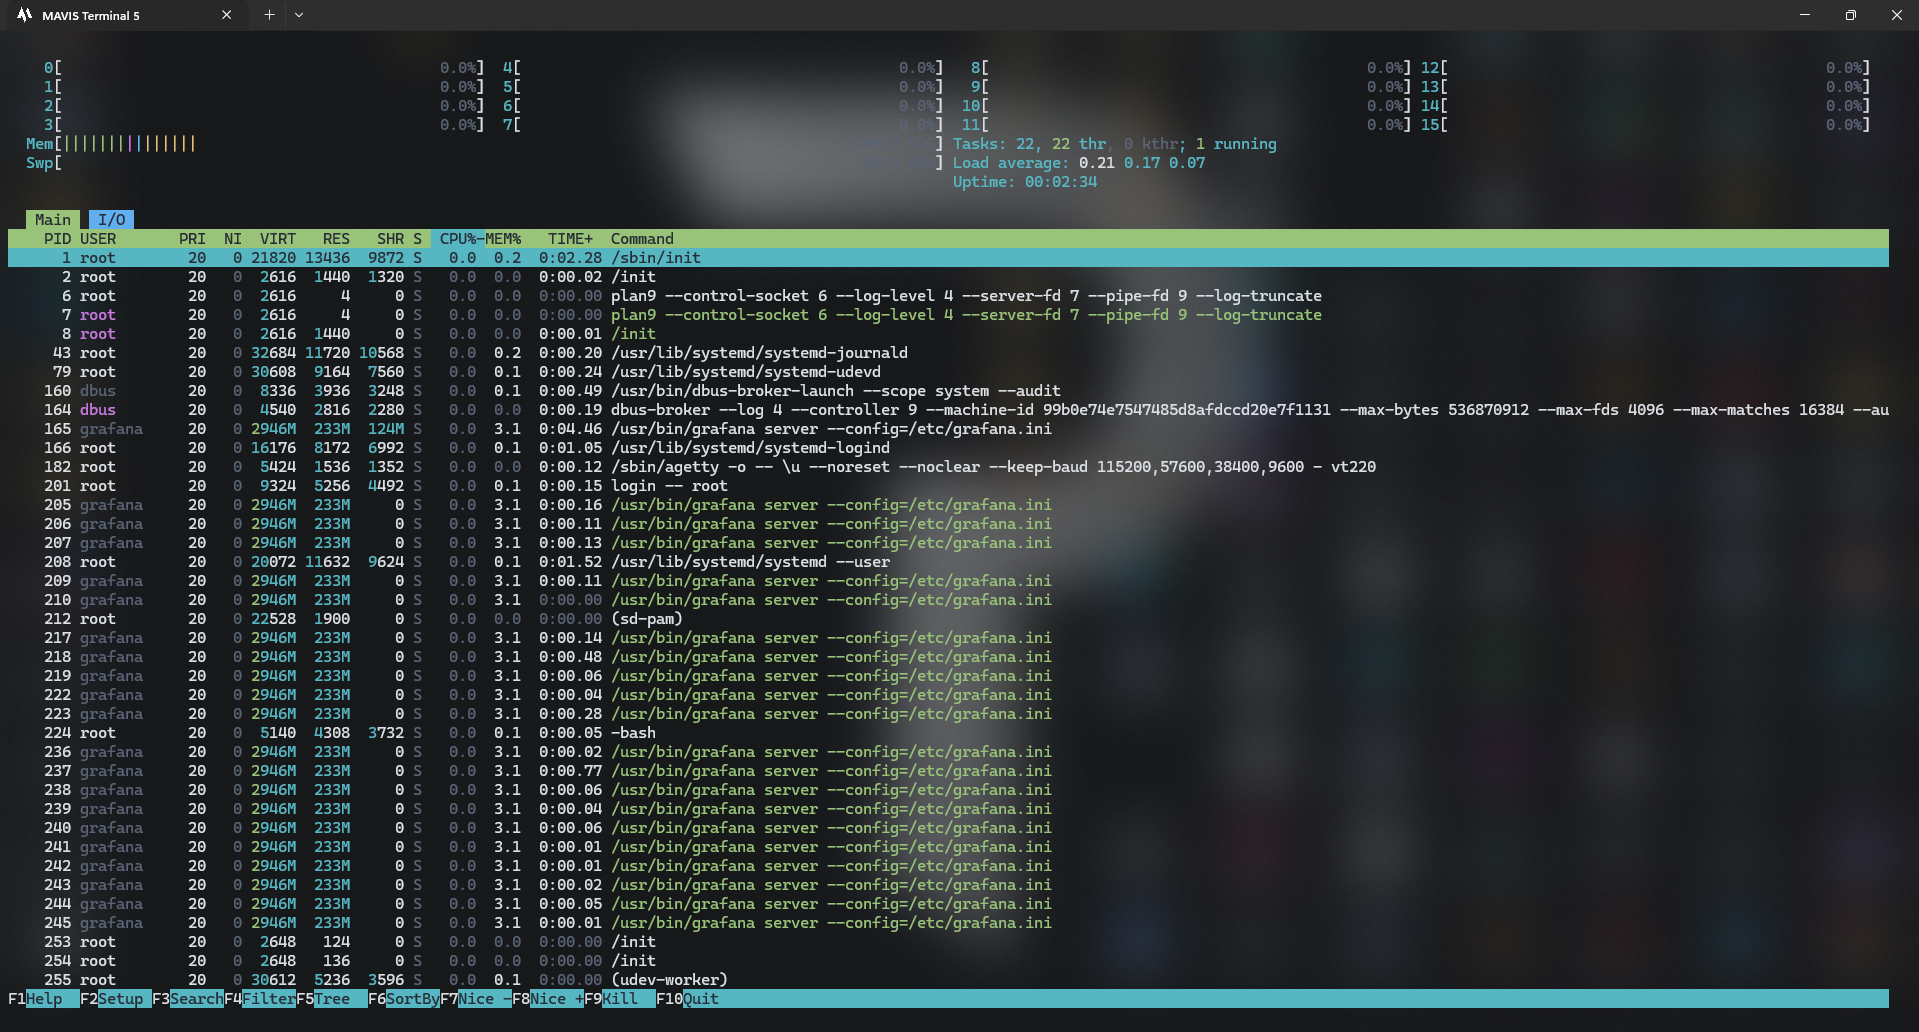 MAVIS Terminal 5
0[ 0.0%] 4[ 0.0%] 8[ 0.0%] 12[ 0.0%]
1[ 0.0%] 5[ 0.0%] 9[ 0.0%] 13[ 0.0%]
2[ 0.0%] 6[ 0.0%] 10[ 0.0%] 14[ 0.0%]
3[ 0.0%] 7[ 0.0%] 11[ 0.0%] 15[ 0.0%]
Mem[||||||||||||||| ] Tasks: 22, 22 thr, 0 kthr; 1 running
Swp[ ] Load average: 0.21 0.17 0.07
Uptime: 00:02:34
Main I/O
PID USER PRI NI VIRT RES SHR S CPU%-MEM% TIME+ Command
1 root 20 0 21820 13436 9872 S 0.0 0.2 0:02.28 /sbin/init
2 root 20 0 2616 1440 1320 S 0.0 0.0 0:00.02 /init
6 root 20 0 2616 4 0 S 0.0 0.0 0:00.00 plan9 --control-socket 6 --log-level 4 --server-fd 7 --pipe-fd 9 --log-truncate
7 root 20 0 2616 4 0 S 0.0 0.0 0:00.00 plan9 --control-socket 6 --log-level 4 --server-fd 7 --pipe-fd 9 --log-truncate
8 root 20 0 2616 1440 0 S 0.0 0.0 0:00.01 /init
43 root 20 0 32684 11720 10568 S 0.0 0.2 0:00.20 /usr/lib/systemd/systemd-journald
79 root 20 0 30608 9164 7560 S 0.0 0.1 0:00.24 /usr/lib/systemd/systemd-udevd
160 dbus 20 0 8336 3936 3248 S 0.0 0.1 0:00.49 /usr/bin/dbus-broker-launch --scope system --audit
164 dbus 20 0 4540 2816 2280 S 0.0 0.0 0:00.19 dbus-broker --log 4 --controller 9 --machine-id 99b0e74e7547485d8afdccd20e7f1131 --max-bytes 536870912 --max-fds 4096 --max-matches 16384 --au
165 grafana 20 0 2946M 233M 124M S 0.0 3.1 0:04.46 /usr/bin/grafana server --config=/etc/grafana.ini
166 root 20 0 16176 8172 6992 S 0.0 0.1 0:01.05 /usr/lib/systemd/systemd-logind
182 root 20 0 5424 1536 1352 S 0.0 0.0 0:00.12 /sbin/agetty -o -- \u --noreset --noclear --keep-baud 115200,57600,38400,9600 - vt220
201 root 20 0 9324 5256 4492 S 0.0 0.1 0:00.15 login -- root
205 grafana 20 0 2946M 233M 0 S 0.0 3.1 0:00.16 /usr/bin/grafana server --config=/etc/grafana.ini
206 grafana 20 0 2946M 233M 0 S 0.0 3.1 0:00.11 /usr/bin/grafana server --config=/etc/grafana.ini
207 grafana 20 0 2946M 233M 0 S 0.0 3.1 0:00.13 /usr/bin/grafana server --config=/etc/grafana.ini
208 root 20 0 20072 11632 9624 S 0.0 0.1 0:01.52 /usr/lib/systemd/systemd --user
209 grafana 20 0 2946M 233M 0 S 0.0 3.1 0:00.11 /usr/bin/grafana server --config=/etc/grafana.ini
210 grafana 20 0 2946M 233M 0 S 0.0 3.1 0:00.00 /usr/bin/grafana server --config=/etc/grafana.ini
212 root 20 0 22528 1900 0 S 0.0 0.0 0:00.00 (sd-pam)
217 grafana 20 0 2946M 233M 0 S 0.0 3.1 0:00.14 /usr/bin/grafana server --config=/etc/grafana.ini
218 grafana 20 0 2946M 233M 0 S 0.0 3.1 0:00.48 /usr/bin/grafana server --config=/etc/grafana.ini
219 grafana 20 0 2946M 233M 0 S 0.0 3.1 0:00.06 /usr/bin/grafana server --config=/etc/grafana.ini
222 grafana 20 0 2946M 233M 0 S 0.0 3.1 0:00.04 /usr/bin/grafana server --config=/etc/grafana.ini
223 grafana 20 0 2946M 233M 0 S 0.0 3.1 0:00.28 /usr/bin/grafana server --config=/etc/grafana.ini
224 root 20 0 5140 4308 3732 S 0.0 0.1 0:00.05 -bash
236 grafana 20 0 2946M 233M 0 S 0.0 3.1 0:00.02 /usr/bin/grafana server --config=/etc/grafana.ini
237 grafana 20 0 2946M 233M 0 S 0.0 3.1 0:00.77 /usr/bin/grafana server --config=/etc/grafana.ini
238 grafana 20 0 2946M 233M 0 S 0.0 3.1 0:00.06 /usr/bin/grafana server --config=/etc/grafana.ini
239 grafana 20 0 2946M 233M 0 S 0.0 3.1 0:00.04 /usr/bin/grafana server --config=/etc/grafana.ini
240 grafana 20 0 2946M 233M 0 S 0.0 3.1 0:00.06 /usr/bin/grafana server --config=/etc/grafana.ini
241 grafana 20 0 2946M 233M 0 S 0.0 3.1 0:00.01 /usr/bin/grafana server --config=/etc/grafana.ini
242 grafana 20 0 2946M 233M 0 S 0.0 3.1 0:00.01 /usr/bin/grafana server --config=/etc/grafana.ini
243 grafana 20 0 2946M 233M 0 S 0.0 3.1 0:00.02 /usr/bin/grafana server --config=/etc/grafana.ini
244 grafana 20 0 2946M 233M 0 S 0.0 3.1 0:00.05 /usr/bin/grafana server --config=/etc/grafana.ini
245 grafana 20 0 2946M 233M 0 S 0.0 3.1 0:00.01 /usr/bin/grafana server --config=/etc/grafana.ini
253 root 20 0 2648 124 0 S 0.0 0.0 0:00.00 /init
254 root 20 0 2648 136 0 S 0.0 0.0 0:00.00 /init
255 root 20 0 30612 5236 3596 S 0.0 0.1 0:00.00 (udev-worker)
F1Help F2Setup F3SearchF4FilterF5Tree F6SortByF7Nice -F8Nice +F9Kill F10Quit